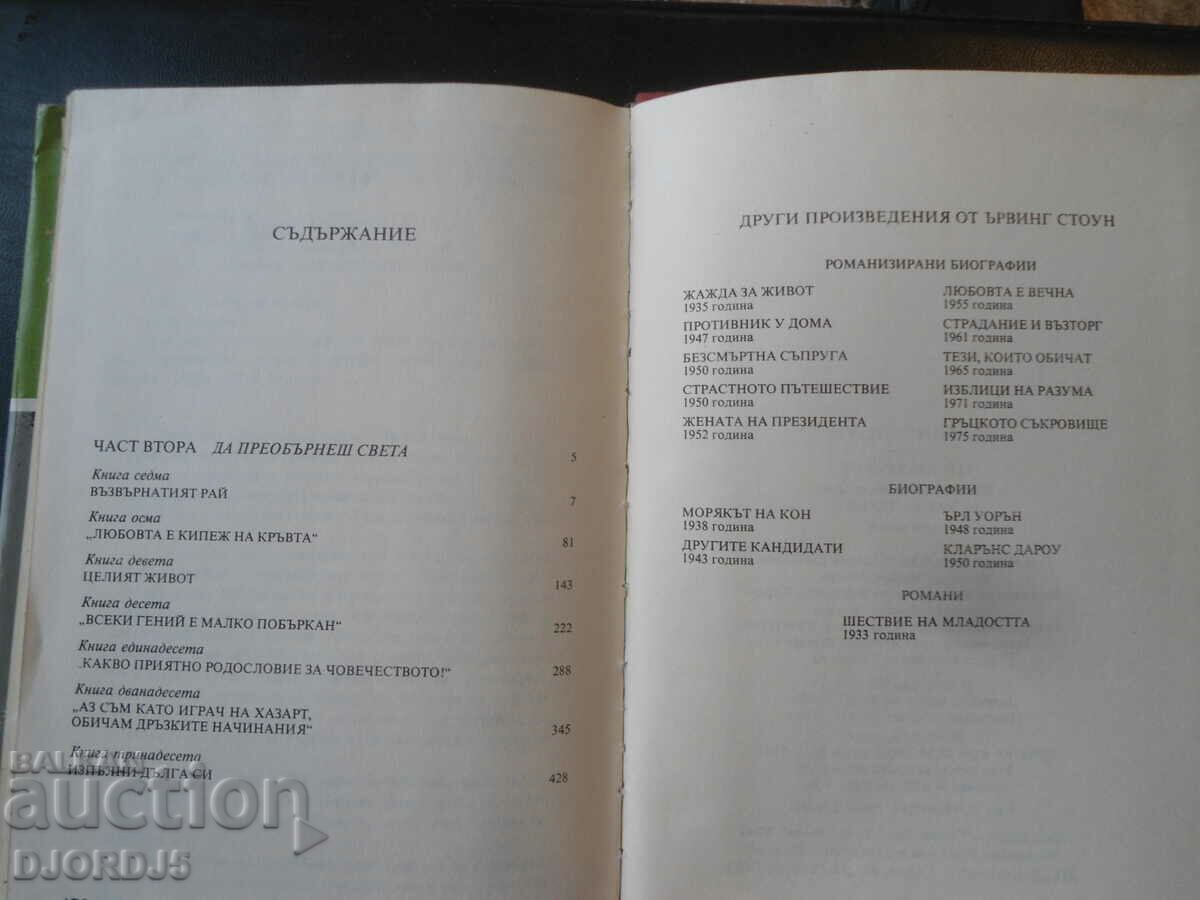 СЪДЪРЖАНИЕ
ЧАСТ ВТОРА ДА ПРЕОБЪРНЕШ СВЕТА 5
Книга седма
ВЪЗВЪРНАТИЯТ РАЙ 7
Книга осма
„ЛЮБОВТА Е КИПЕЖ НА КРЪВТА“ 81
Книга девета
ЦЕЛИЯТ ЖИВОТ 143
Книга десета
„ВСЕКИ ГЕНИЙ Е МАЛКО ПОБЪРКАН“ 222
Книга единадесета
„КАКВО ПРИЯТНО РОДОСЛОВИЕ ЗА ЧОВЕЧЕСТВОТО!“ 288
Книга дванадесета
„АЗ СЪМ КАТО ИГРАЧ НА ХАЗАРТ,
ОБИЧАМ ДРЪЗКИТЕ НАЧИНАНИЯ“ 345
Книга тринадесета
ИЗПЪЛНИ ДЪЛГА СИ 428
ДРУГИ ПРОИЗВЕДЕНИЯ ОТ ЪРВИНГ СТОУН
РОМАНИЗИРАНИ БИОГРАФИИ
ЖАЖДА ЗА ЖИВОТ
1935 година
ПРОТИВНИК У ДОМА
1947 година
БЕЗСМЪРТНА СЪПРУГА
1950 година
СТРАСТНОТО ПЪТЕШЕСТВИЕ
1950 година
ЖЕНАТА НА ПРЕЗИДЕНТА
1952 година
ЛЮБОВТА Е ВЕЧНА
1955 година
СТРАДАНИЕ И ВЪЗТОРГ
1961 година
ТЕЗИ, КОИТО ОБИЧАТ
1965 година
ИЗБЛИЦИ НА РАЗУМА
1971 година
ГРЪЦКОТО СЪКРОВИЩЕ
1975 година
БИОГРАФИИ
МОРЯКЪТ НА КОН
1938 година
ДРУГИТЕ КАНДИДАТИ
1943 година
ЪРЛ УОРЪН
1948 година
КЛАРЪНС ДАРОУ
1950 година
РОМАНИ
ШЕСТВИЕ НА МЛАДОСТТА
1933 година
BALKAN
auction
DJORDJ5